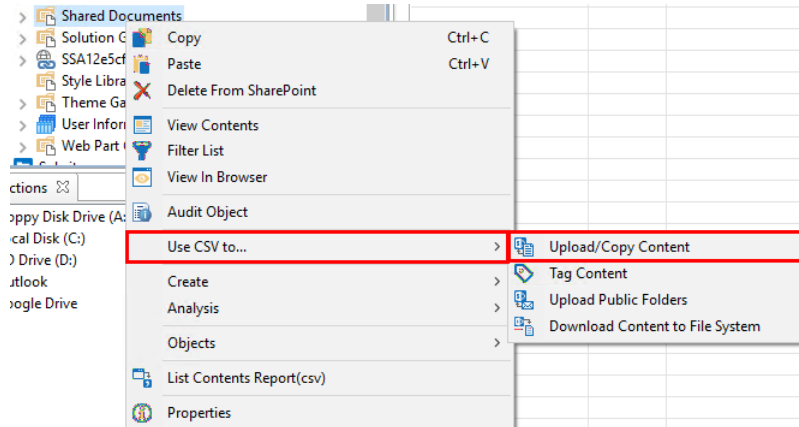 Shared Documents
Solution G
SSA12e5cf
Style Libra
Theme Ga
User Inforr
Web Part
ctions
oppy Disk Drive (A:
ocal Disk (C:)
D Drive (D:)
utlook
oogle Drive
Copy Ctrl+C
Paste Ctrl+V
Delete From SharePoint
View Contents
Filter List
View In Browser
Audit Object
Use CSV to...
Create
Analysis
Objects
List Contents Report(csv)
Properties
Upload/Copy Content
Tag Content
Upload Public Folders
Download Content to File System